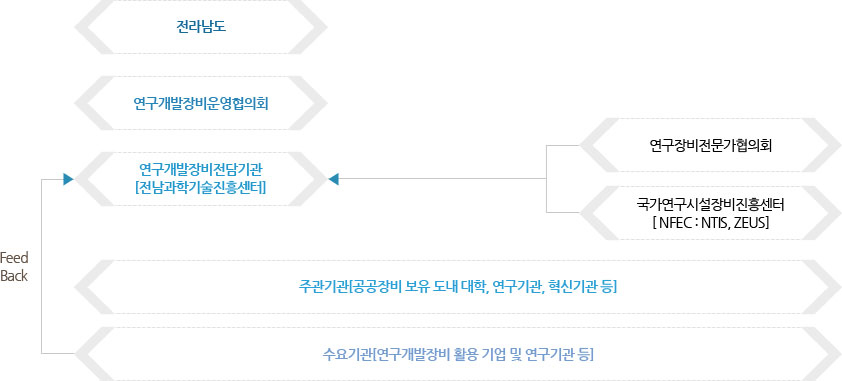 전라남도
연구개발장비운영협의회
연구개발장비전담기관
[전남과학기술진흥센터]
연구장비전문가협의회
국가연구시설장비진흥센터
[ NFEC : NTIS, ZEUS]
Feed
Back
주관기관[공공장비 보유 도내 대학, 연구기관, 혁신기관 등]
수요기관[연구개발장비 활용 기업 및 연구기관 등]